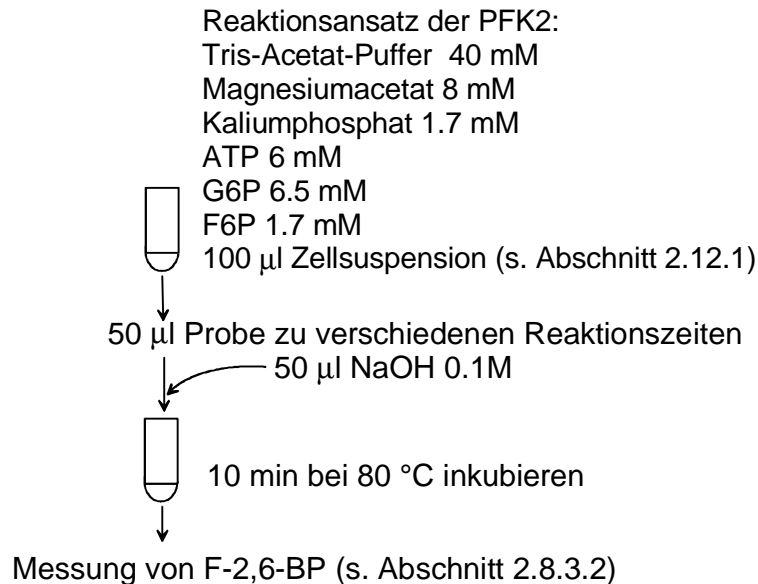 Reaktionsansatz der PFK2:
Tris-Acetat-Puffer 40 mM
Magnesiumacetat 8 mM
Kaliumphosphat 1.7 mM
ATP 6 mM
G6P 6.5 mM
F6P 1.7 mM
100 µl Zellsuspension (s. Abschnitt 2.12.1)
50 µl Probe zu verschiedenen Reaktionszeiten
50 µl NaOH 0.1M
10 min bei 80 °C inkubieren
Messung von F-2,6-BP (s. Abschnitt 2.8.3.2)